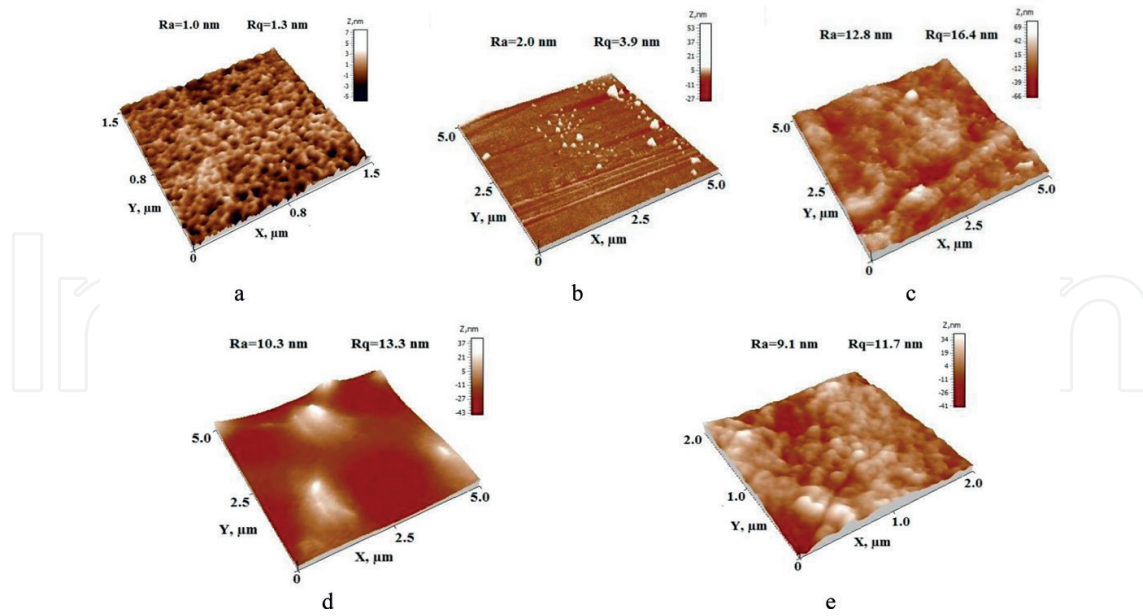 Ra=1.0 nm Rq=1.3 nm
Z,nm
7
5
3
1
-1
-3
-5
1.5
0.8
Y, µm
0
X, µm
0.8
1.5
a
Ra=2.0 nm Rq=3.9 nm
Z,nm
53
37
21
5
-11
-27
5.0
2.5
Y, µm
0
X, µm
2.5
5.0
b
Ra=12.8 nm Rq=16.4 nm
Z,nm
69
42
15
-12
-39
-66
5.0
2.5
Y, µm
0
X, µm
2.5
5.0
c
Ra=10.3 nm Rq=13.3 nm
Z,nm
37
21
5
-11
-27
-43
5.0
2.5
Y, µm
0
X, µm
2.5
5.0
d
Ra=9.1 nm Rq=11.7 nm
Z,nm
34
19
4
-11
-26
-41
2.0
1.0
Y, µm
0
X, µm
1.0
2.0
e